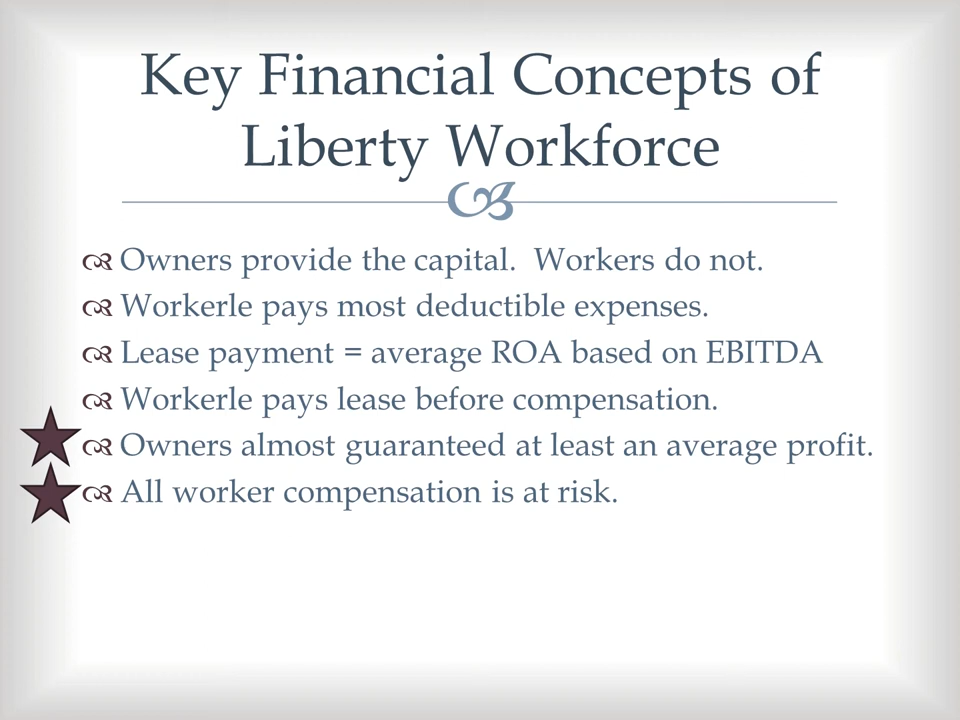 Key Financial Concepts of
Liberty Workforce
Owners provide the capital.  Workers do not.
Workerle pays most deductible expenses.
Lease payment = average ROA based on EBITDA
Workerle pays lease before compensation.
Owners almost guaranteed at least an average profit.
All worker compensation is at risk.